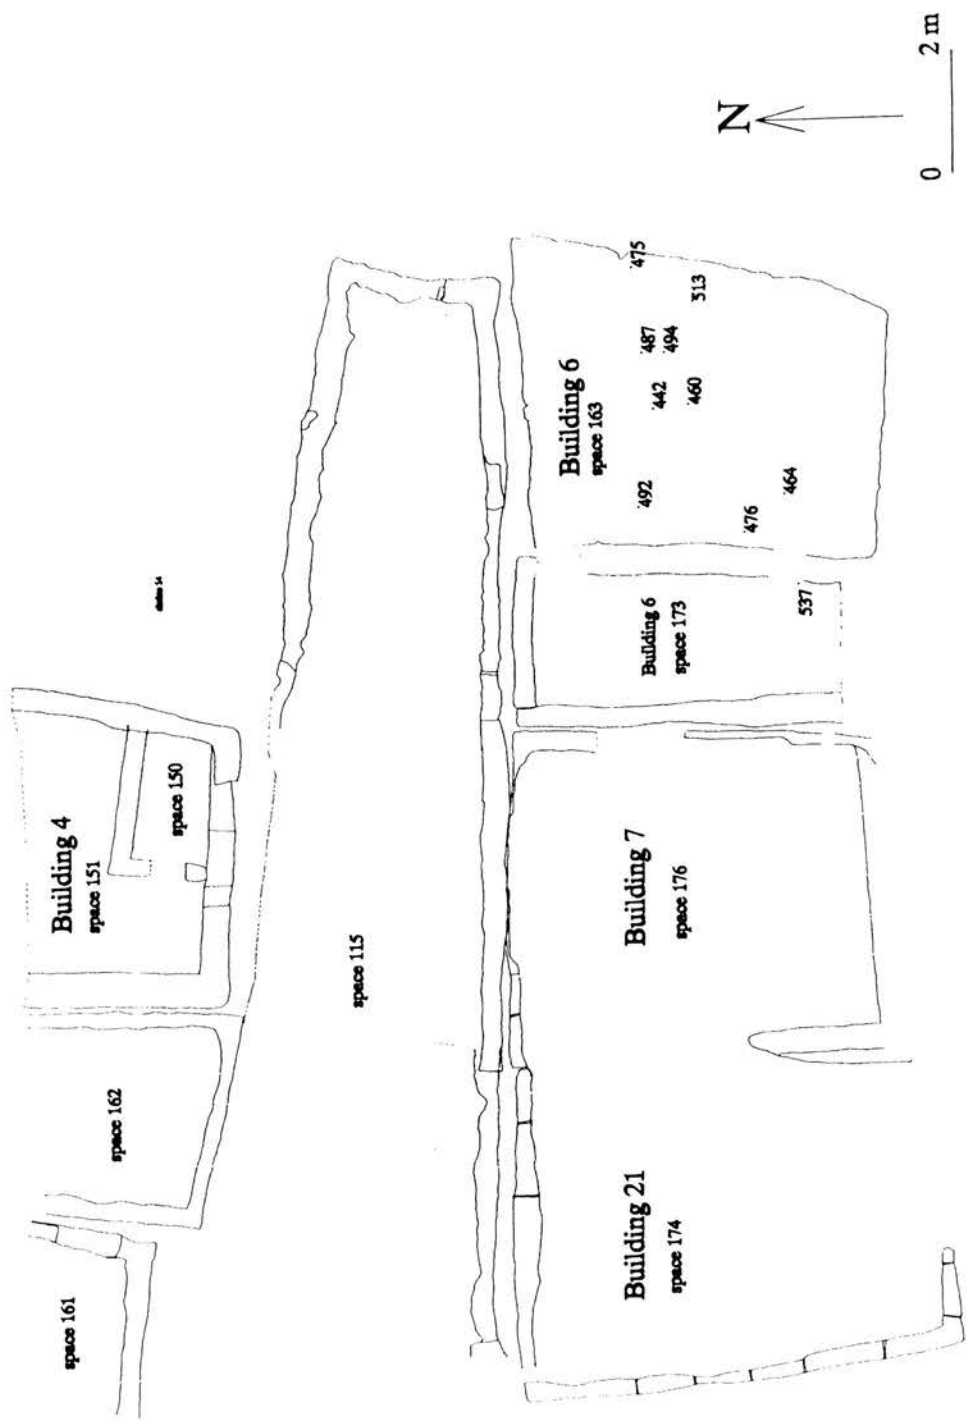 space 161
Building 4
space 151
space 162
space 150
space 115
Building 21
space 174
Building 7
space 176
Building 6
space 173
Building 6
space 163
492
475
487
494
442
460
513
476
464
537
N
0 2 m